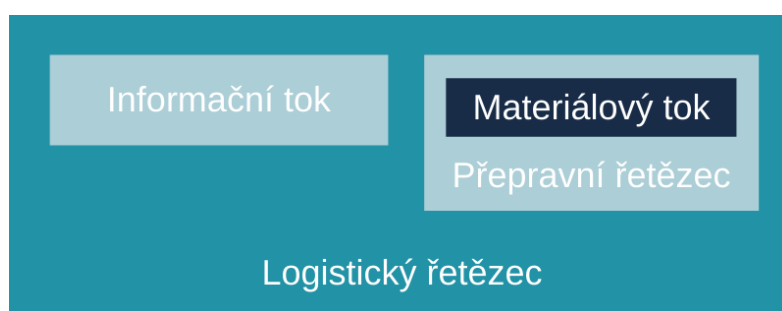 Informační tok
Materiálový tok
Přepravní řetězec
Logistický řetězec